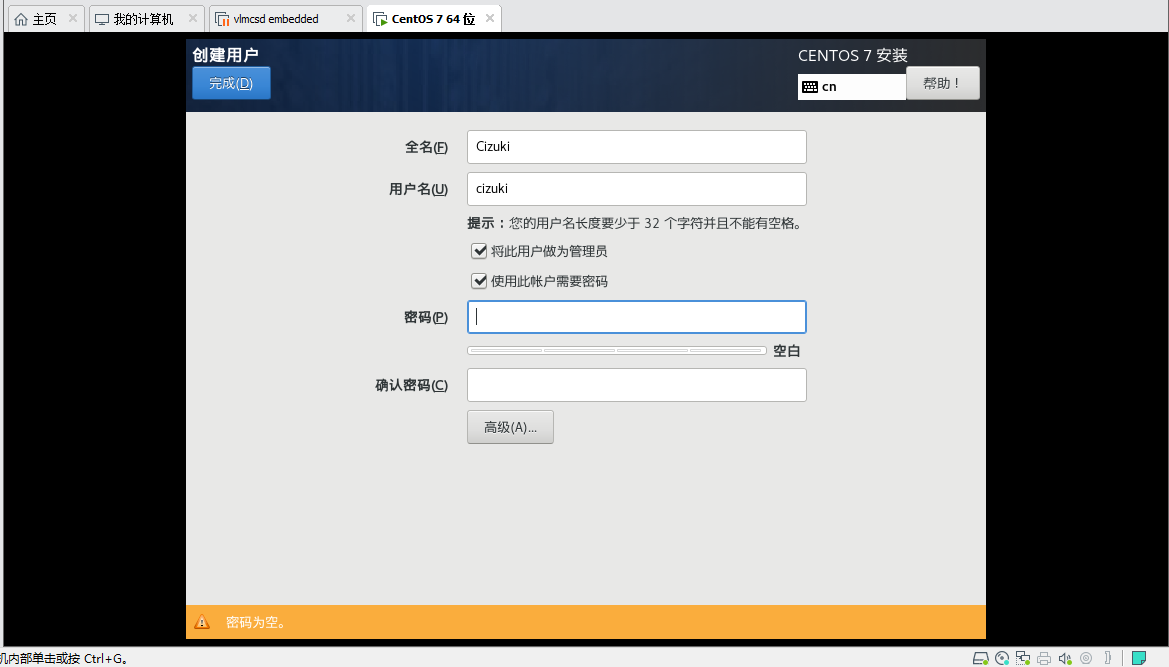 主页 我的计算机 vlmcsd embedded CentOS 7 64 位
创建用户 CENTOS 7 安装
完成(D) cn 帮助！
全名(F) Cizuki
用户名(U) cizuki
提示：您的用户名长度要少于 32 个字符并且不能有空格。
将此用户做为管理员
使用此帐户需要密码
密码(P)
空白
确认密码(C)
高级(A)...
密码为空。
机内部单击或按 Ctrl+G。